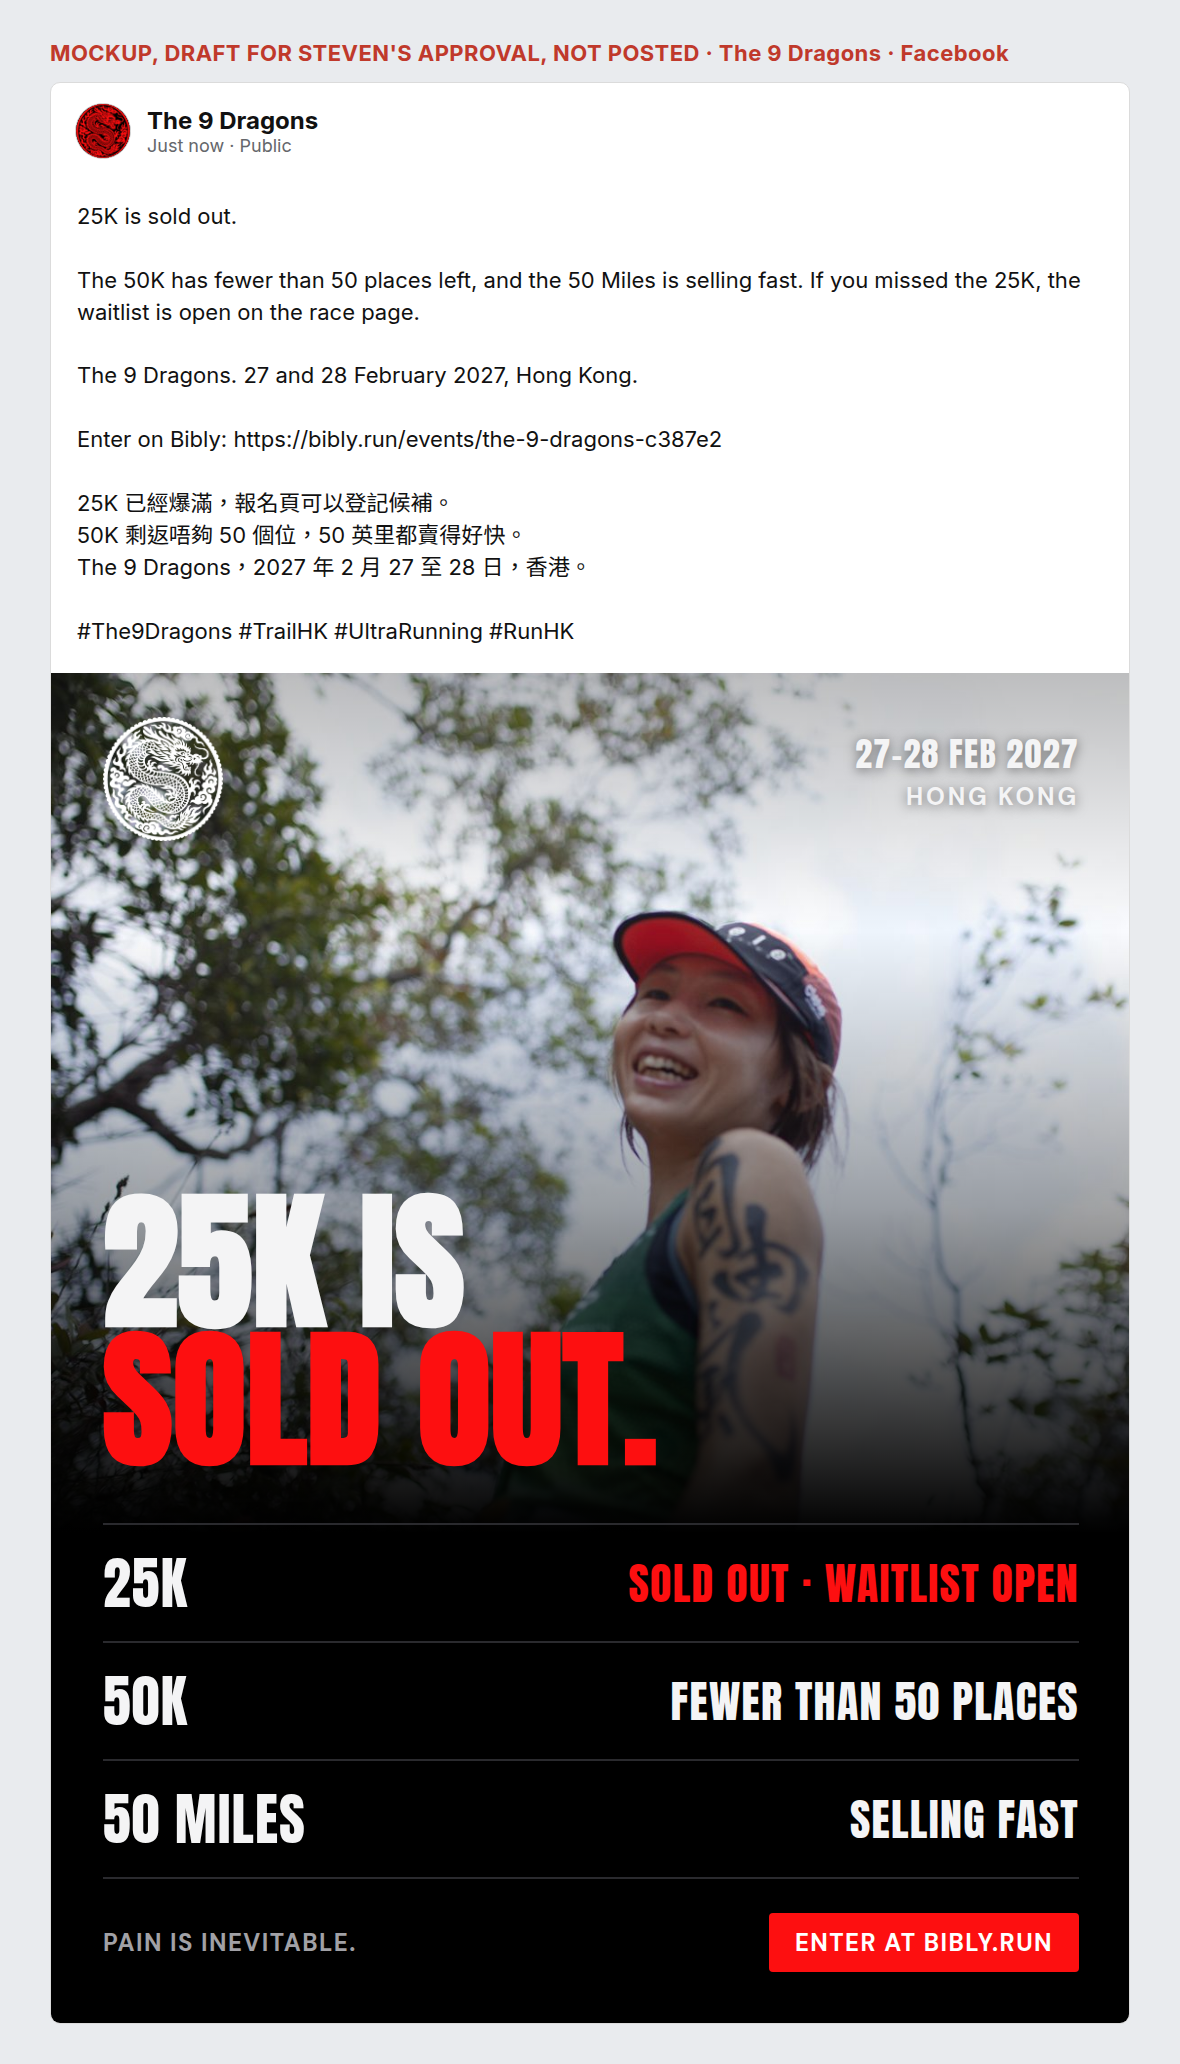 MOCKUP, DRAFT FOR STEVEN'S APPROVAL, NOT POSTED · The 9 Dragons · Facebook
The 9 Dragons
Just now · Public
25K is sold out.
The 50K has fewer than 50 places left, and the 50 Miles is selling fast. If you missed the 25K, the
waitlist is open on the race page.
The 9 Dragons. 27 and 28 February 2027, Hong Kong.
Enter on Bibly: https://bibly.run/events/the-9-dragons-c387e2
25K 已經爆滿，報名頁可以登記候補。
50K 剩返唔夠 50 個位，50 英里都賣得好快。
The 9 Dragons，2027 年 2 月 27 至 28 日，香港。
#The9Dragons #TrailHK #UltraRunning #RunHK
27-28 FEB 2027
HONG KONG
25K IS
SOLD OUT.
25K
SOLD OUT · WAITLIST OPEN
50K
FEWER THAN 50 PLACES
50 MILES
SELLING FAST
PAIN IS INEVITABLE.
ENTER AT BIBLY.RUN